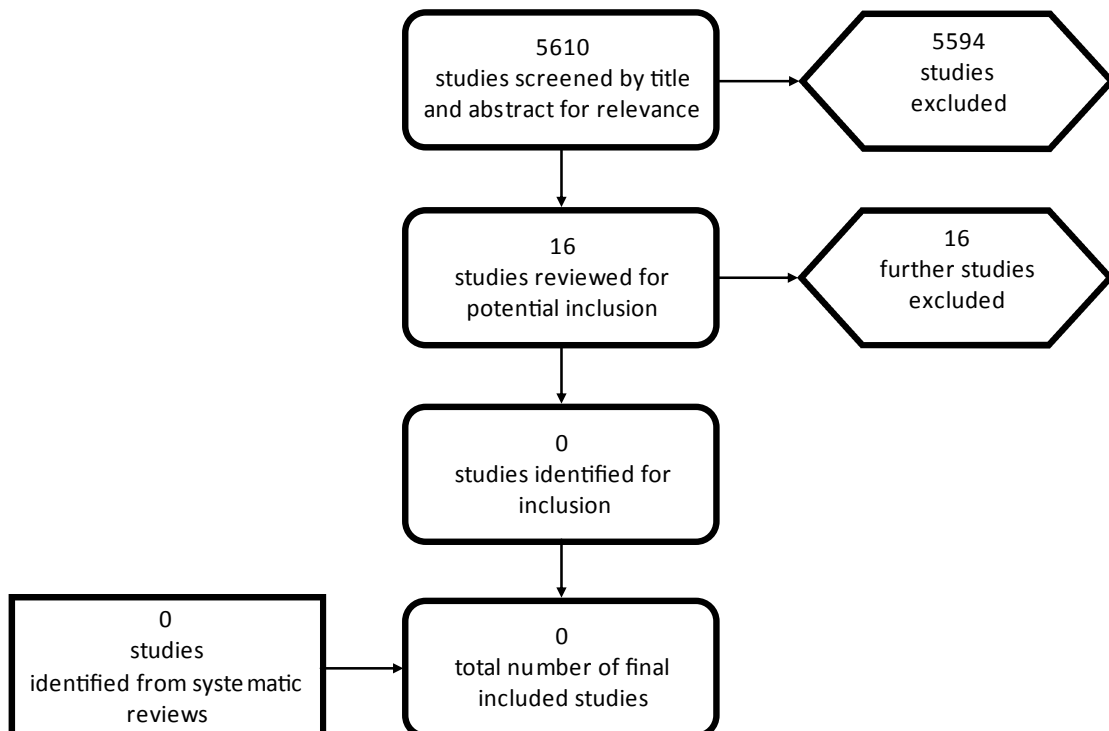 5610
studies screened by title
and abstract for relevance
5594
studies
excluded
16
studies reviewed for
potential inclusion
16
further studies
excluded
0
studies identified for
inclusion
0
studies
identified from systematic
reviews
0
total number of final
included studies